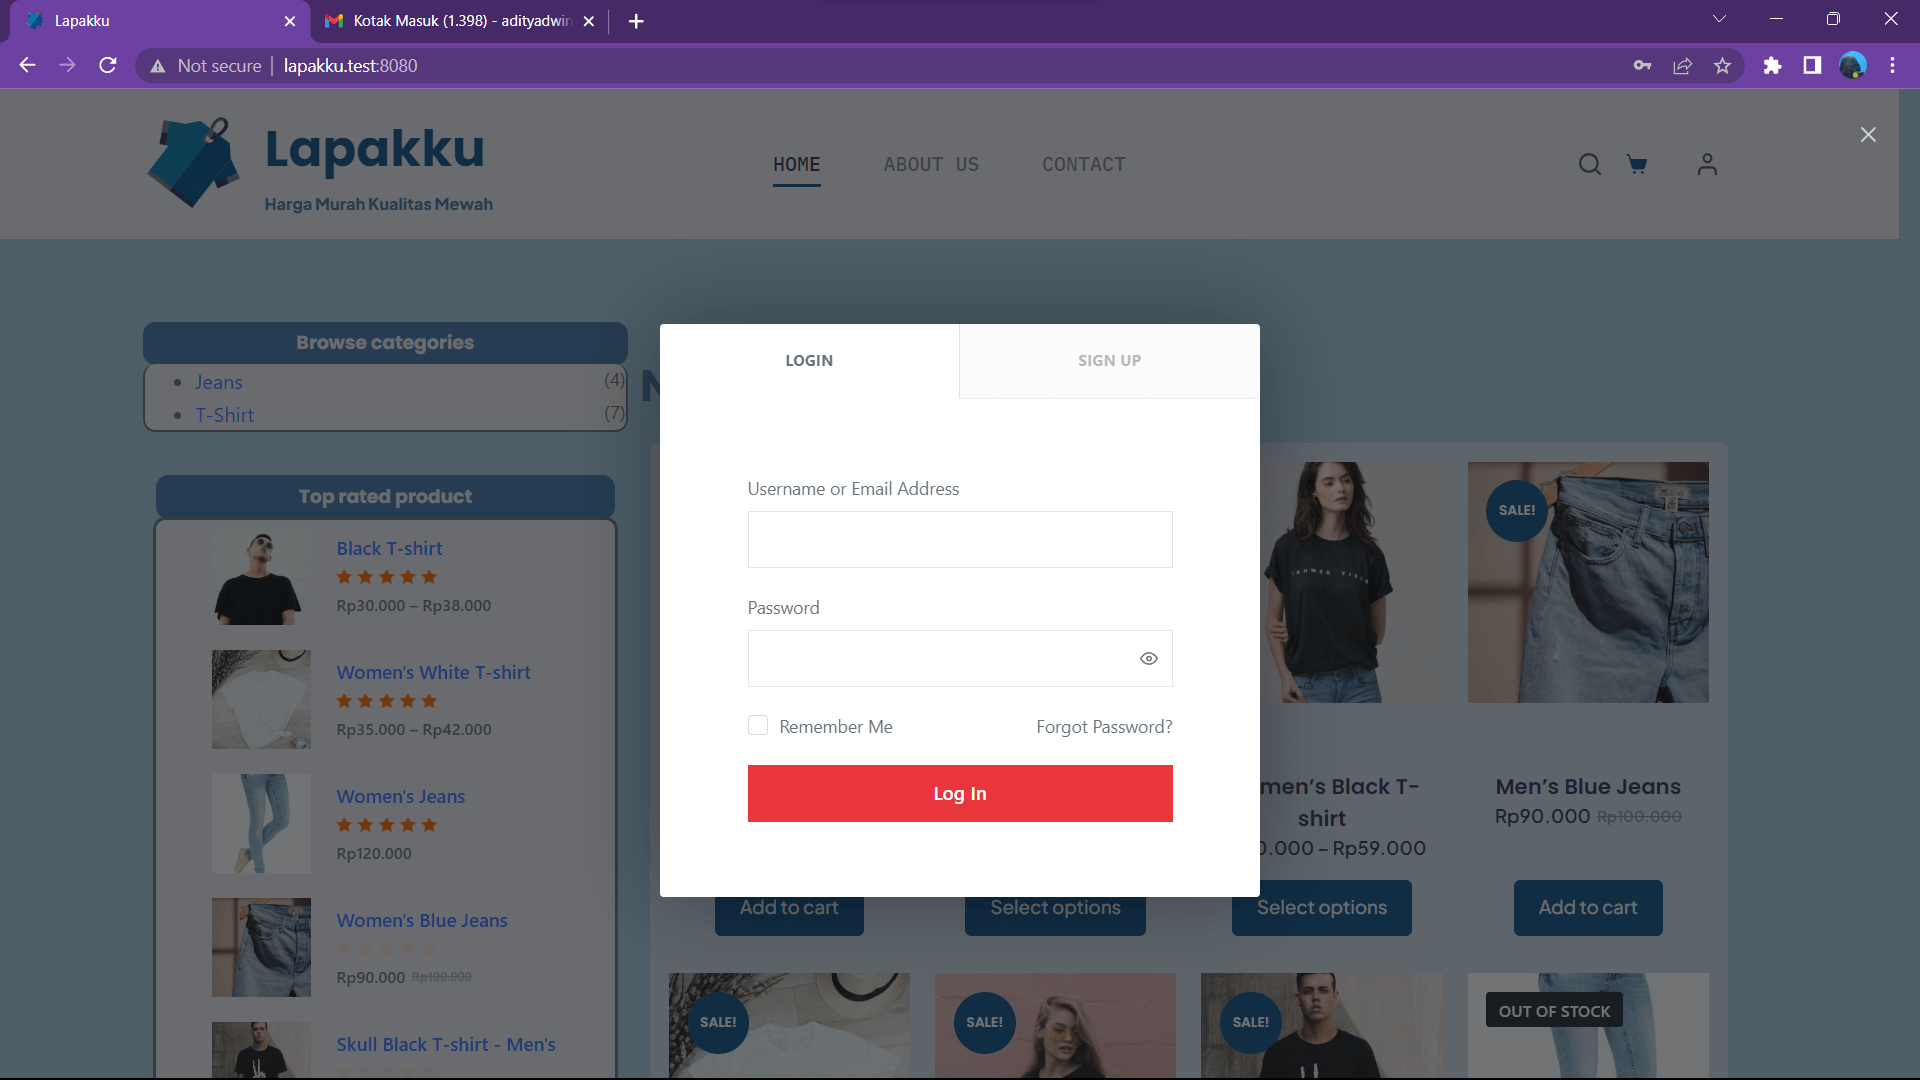 Lapakku
Kotak Masuk (1.398) - adityadwin
Not secure
lapakku.test:8080
Lapakku
Harga Murah Kualitas Mewah
HOME
ABOUT US
CONTACT
Browse categories
Jeans (4)
T-Shirt (7)
Top rated product
Black T-shirt
Rp30.000 – Rp38.000
Women's White T-shirt
Rp35.000 – Rp42.000
Women's Jeans
Rp120.000
Women's Blue Jeans
Rp90.000 Rp100.000
Skull Black T-shirt - Men's
N
LOGIN
SIGN UP
Username or Email Address
Password
Remember Me
Forgot Password?
Log In
SALE!
men’s Black T-
shirt
0.000 – Rp59.000
Men’s Blue Jeans
Rp90.000 Rp100.000
Add to cart
Select options
Select options
Add to cart
SALE!
SALE!
SALE!
OUT OF STOCK